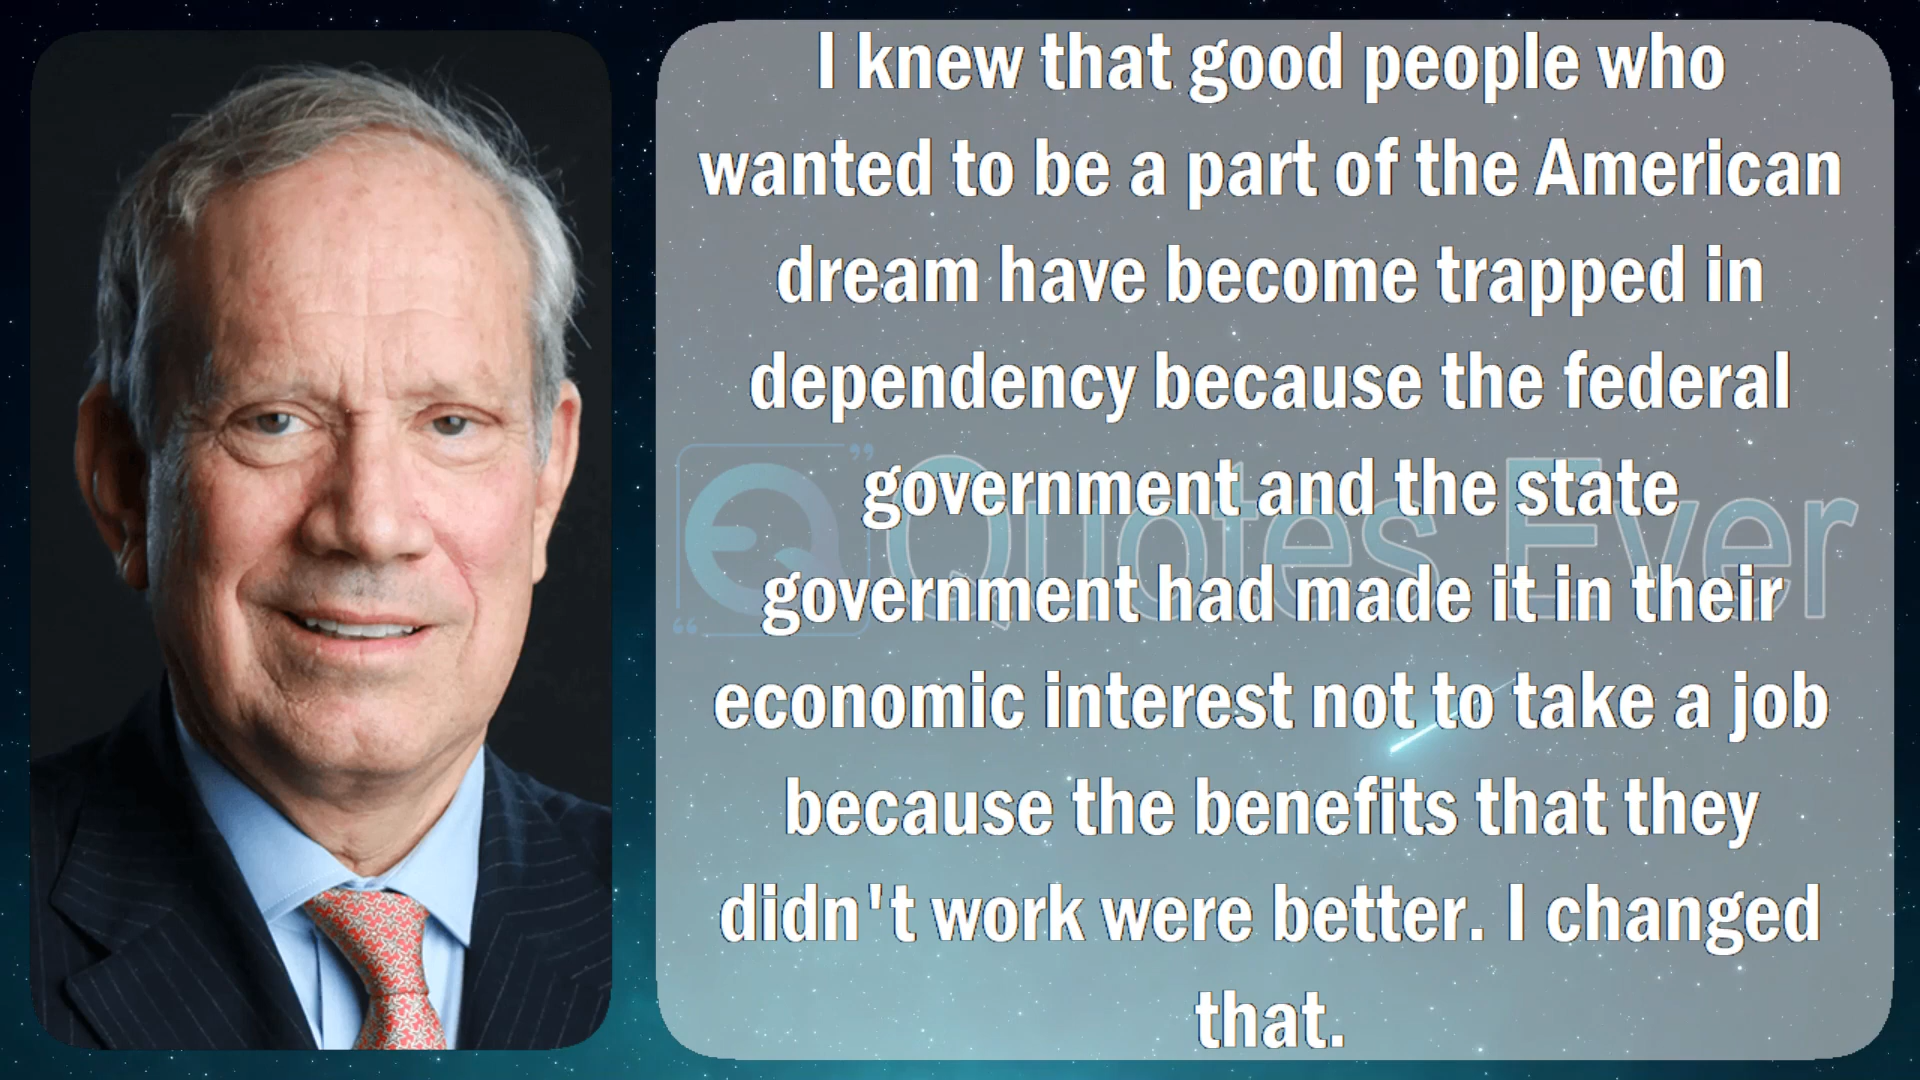 I knew that good people who
wanted to be a part of the American
dream have become trapped in
dependency because the federal
government and the state
government had made it in their
economic interest not to take a job
because the benefits that they
didn't work were better. I changed
that.
Quotes Ever